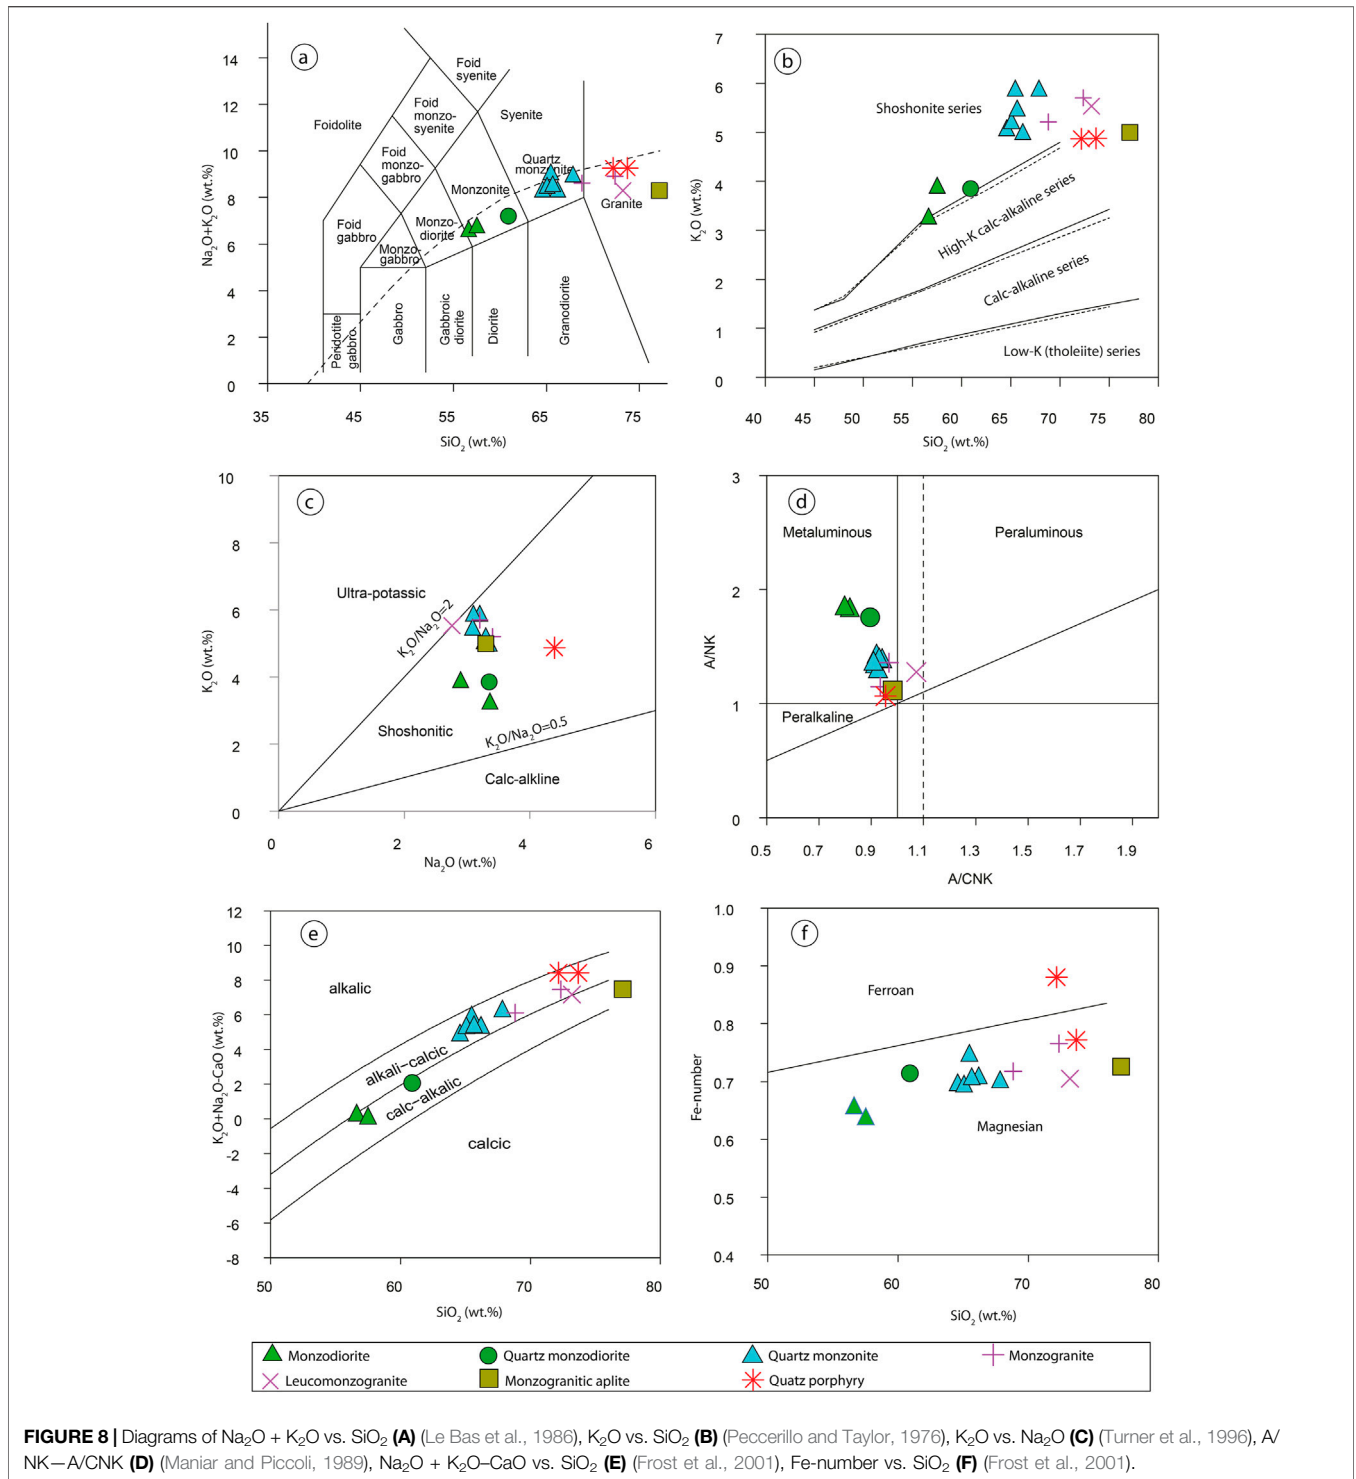 a
Na₂O+K₂O (wt.%)
14
12
10
8
6
4
2
0
35
45
55
65
75
SiO₂ (wt.%)
Foidolite
Foid
syenite
Foid
monzo-
syenite
Foid
monzo-
gabbro
Foid
gabbro
Syenite
Quartz
monzonite
Monzonite
Monzo-
diorite
Monzo-
gabbro
Granite
Peridotite
gabbro
Gabbro
Gabbroic
diorite
Diorite
Granodiorite
b
K₂O (wt.%)
7
6
5
4
3
2
1
0
40
45
50
55
60
65
70
75
80
SiO₂ (wt.%)
Shoshonite series
High-K calc-alkaline series
Calc-alkaline series
Low-K (tholeiite) series
c
K₂O (wt.%)
10
8
6
4
2
0
0
2
4
6
Na₂O (wt.%)
Ultra-potassic
K₂O/Na₂O=2
Shoshonitic
K₂O/Na₂O=0.5
Calc-alkline
d
A/NK
3
2
1
0
0.5
0.7
0.9
1.1
1.3
1.5
1.7
1.9
A/CNK
Metaluminous
Peraluminous
Peralkaline
e
K₂O+Na₂O-CaO (wt.%)
12
10
8
6
4
2
0
-2
-4
-6
-8
50
60
70
80
SiO₂ (wt.%)
alkalic
alkali-calcic
calc-alkalic
calcic
f
Fe-number
1.0
0.9
0.8
0.7
0.6
0.5
0.4
50
60
70
80
SiO₂ (wt.%)
Ferroan
Magnesian
Monzodiorite
Quartz monzodiorite
Quartz monzonite
Monzogranite
Leucomonzogranite
Monzogranitic aplite
Quatz porphyry
FIGURE 8 | Diagrams of Na₂O + K₂O vs. SiO₂ (A) (Le Bas et al., 1986), K₂O vs. SiO₂ (B) (Peccerillo and Taylor, 1976), K₂O vs. Na₂O (C) (Turner et al., 1996), A/
NK—A/CNK (D) (Maniar and Piccoli, 1989), Na₂O + K₂O–CaO vs. SiO₂ (E) (Frost et al., 2001), Fe-number vs. SiO₂ (F) (Frost et al., 2001).